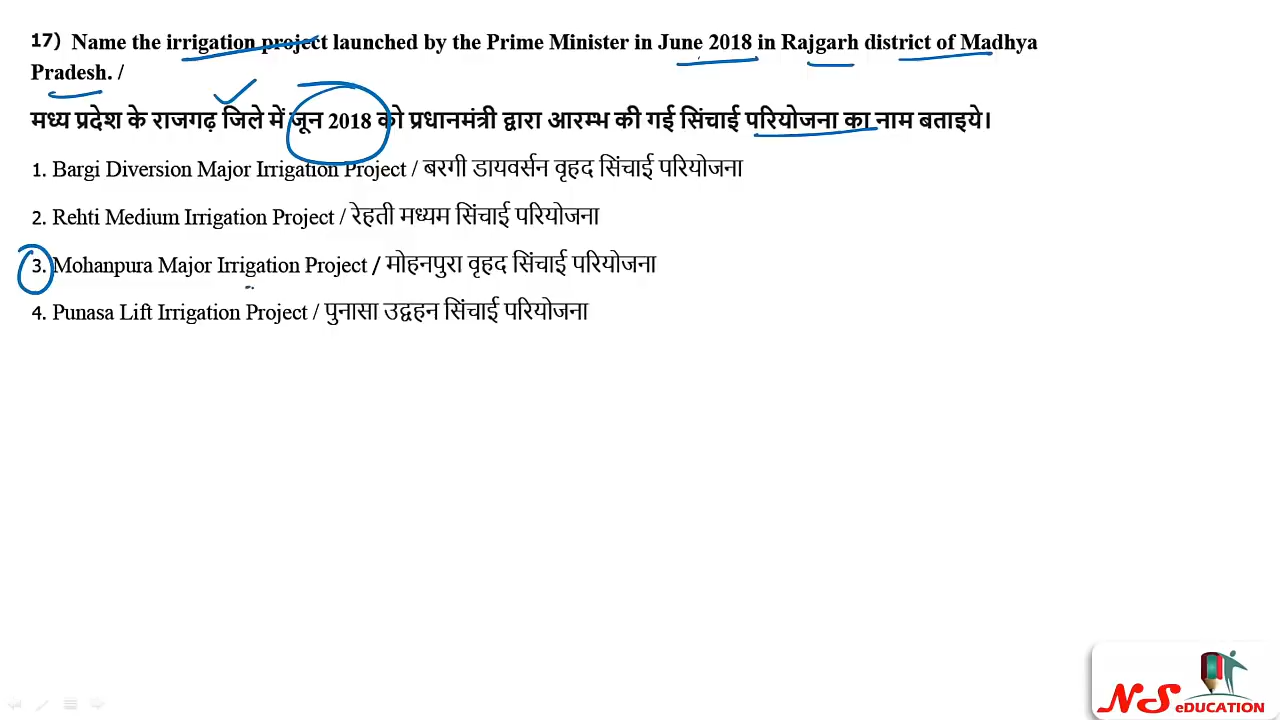 17) Name the irrigation project launched by the Prime Minister in June 2018 in Rajgarh district of Madhya
Pradesh. /
मध्य प्रदेश के राजगढ़ जिले में जून 2018 को प्रधानमंत्री द्वारा आरम्भ की गई सिंचाई परियोजना का नाम बताइये।
1. Bargi Diversion Major Irrigation Project / बरगी डायवर्सन वृहद सिंचाई परियोजना
2. Rehti Medium Irrigation Project / रेहती मध्यम सिंचाई परियोजना
3. Mohanpura Major Irrigation Project / मोहनपुरा वृहद सिंचाई परियोजना
4. Punasa Lift Irrigation Project / पुनासा उद्वहन सिंचाई परियोजना
NS eDUCATION